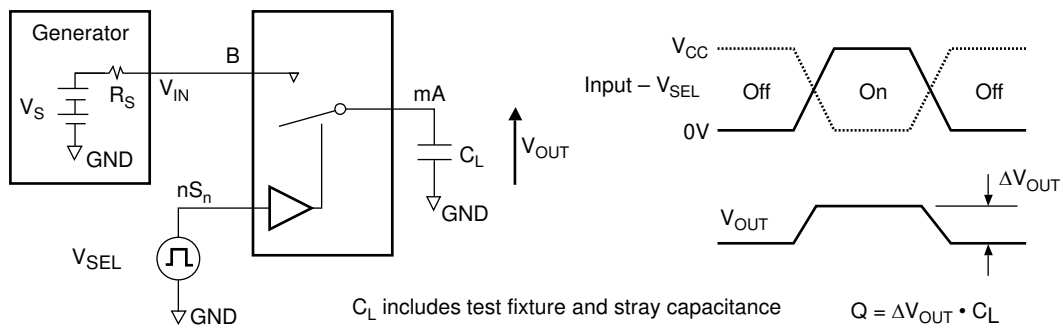 Generator
R_S
V_S
GND
V_IN
B
mA
C_L
V_OUT
GND
nS_n
V_SEL
GND
C_L includes test fixture and stray capacitance
V_CC
Input – V_SEL
0V
Off
On
Off
V_OUT
ΔV_OUT
Q = ΔV_OUT • C_L